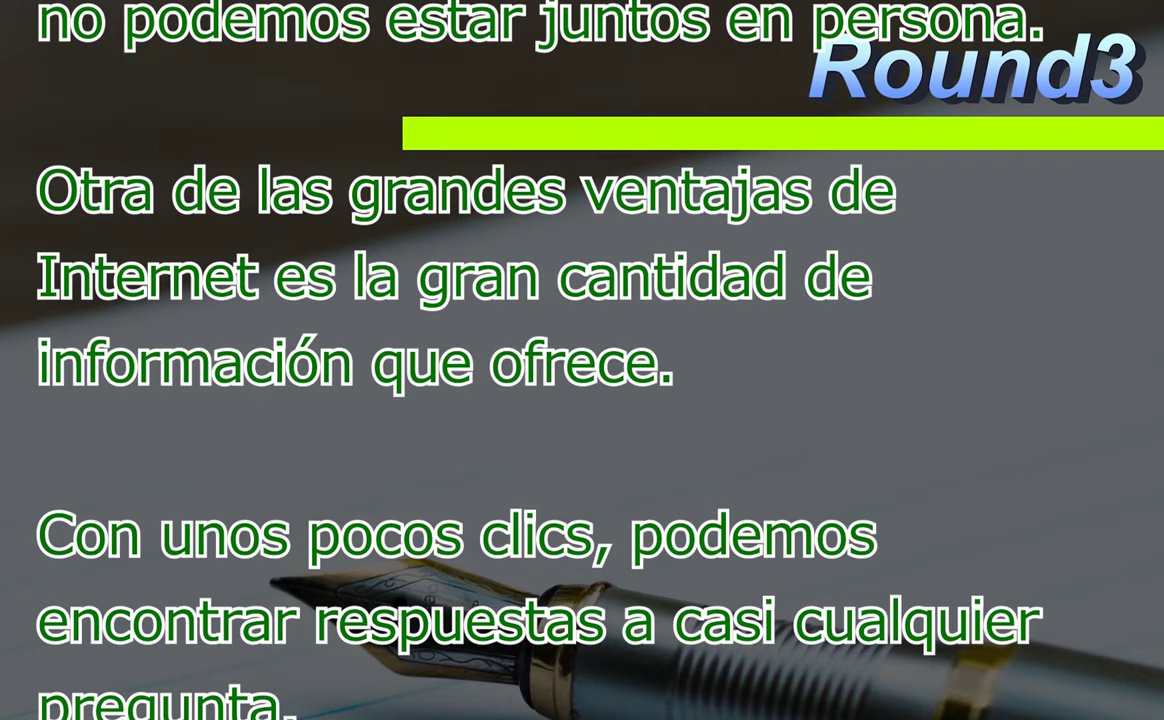 no podemos estar juntos en persona.
Round3
Otra de las grandes ventajas de
Internet es la gran cantidad de
información que ofrece.
Con unos pocos clics, podemos
encontrar respuestas a casi cualquier
pregunta.